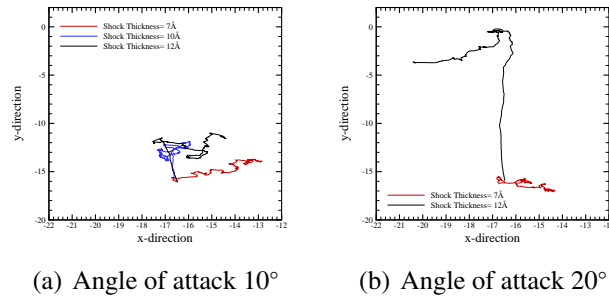 Shock Thickness= 7Å
Shock Thickness= 10Å
Shock Thickness= 12Å
0
-5
-10
-15
-20
y-direction
-22 -21 -20 -19 -18 -17 -16 -15 -14 -13 -12
x-direction
(a) Angle of attack 10°
0
-5
-10
-15
-20
y-direction
Shock Thickness= 7Å
Shock Thickness= 12Å
-22 -21 -20 -19 -18 -17 -16 -15 -14 -13 -12
x-direction
(b) Angle of attack 20°